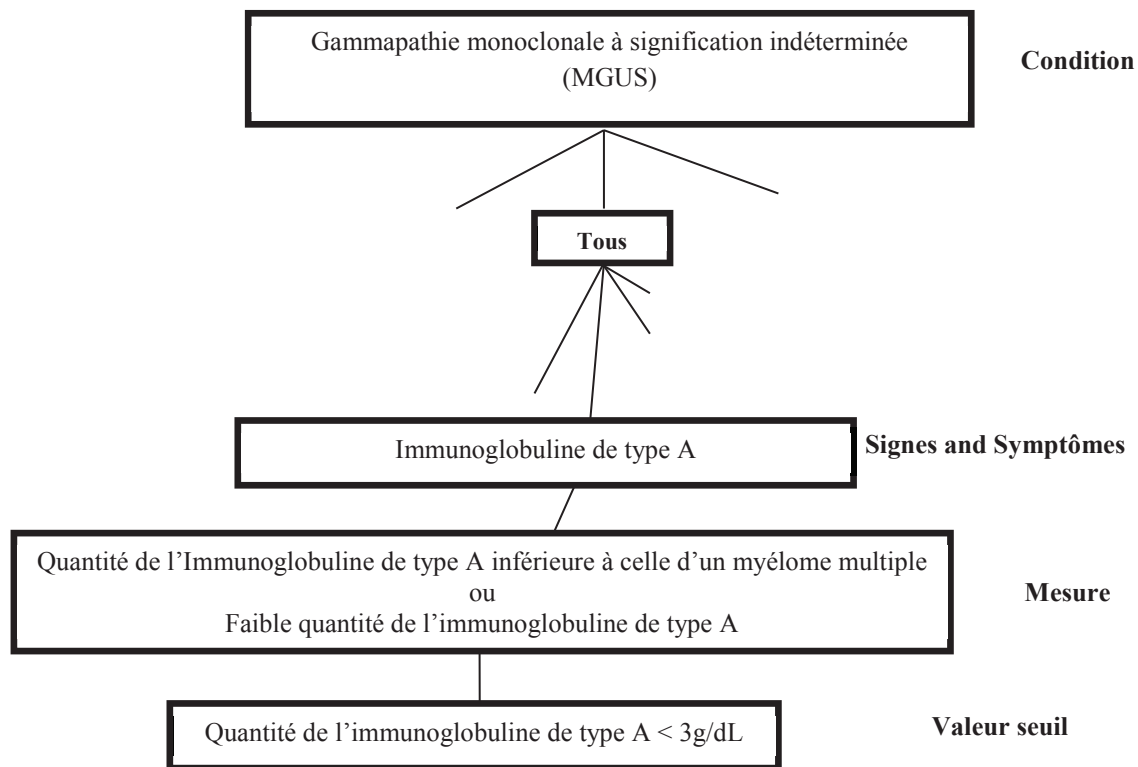 Gammapathie monoclonale à signification indéterminée
(MGUS)
Condition
Tous
Immunoglobuline de type A
Signes and Symptômes
Quantité de l’Immunoglobuline de type A inférieure à celle d’un myélome multiple
ou
Faible quantité de l’immunoglobuline de type A
Mesure
Quantité de l’immunoglobuline de type A < 3g/dL
Valeur seuil